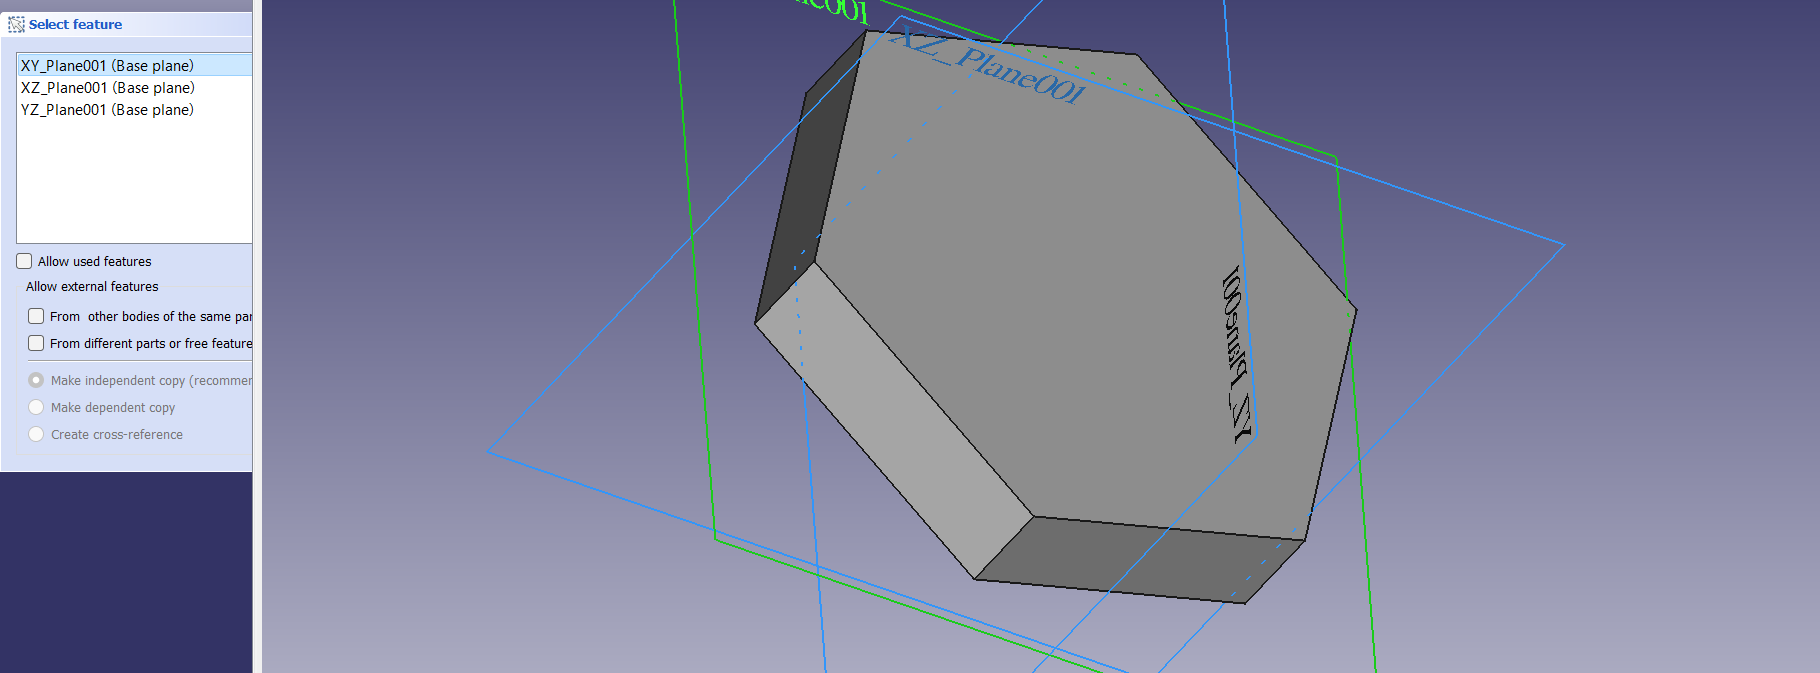 Select feature
XY_Plane001 (Base plane)
XZ_Plane001 (Base plane)
YZ_Plane001 (Base plane)
Allow used features
Allow external features
From other bodies of the same par
From different parts or free feature
Make independent copy (recommen
Make dependent copy
Create cross-reference
XZ_Plane001
YZ_Plane001